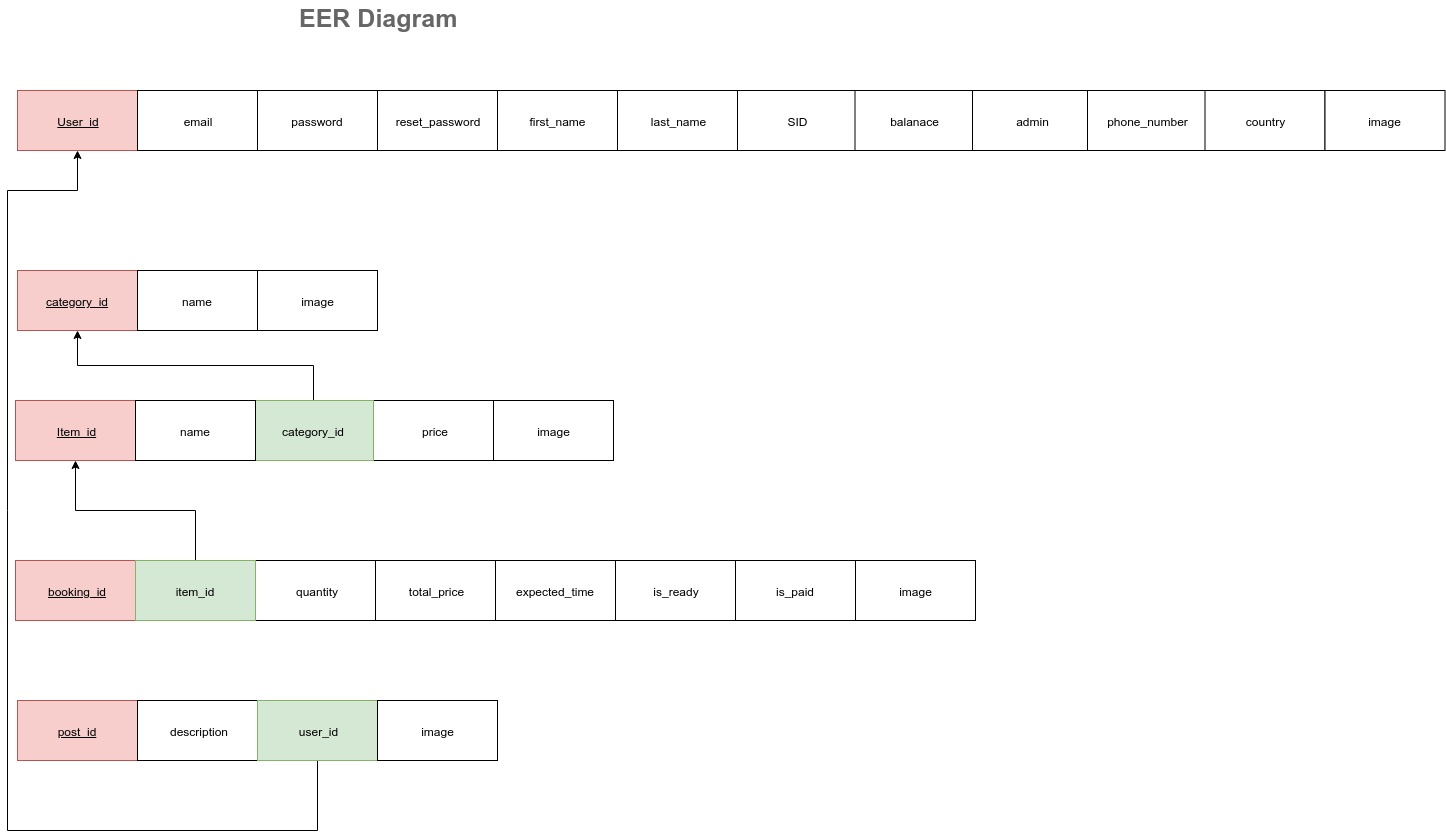 EER Diagram
User_id email password reset_password first_name last_name SID balanace admin phone_number country image
category_id name image
Item_id name category_id price image
booking_id item_id quantity total_price expected_time is_ready is_paid image
post_id description user_id image